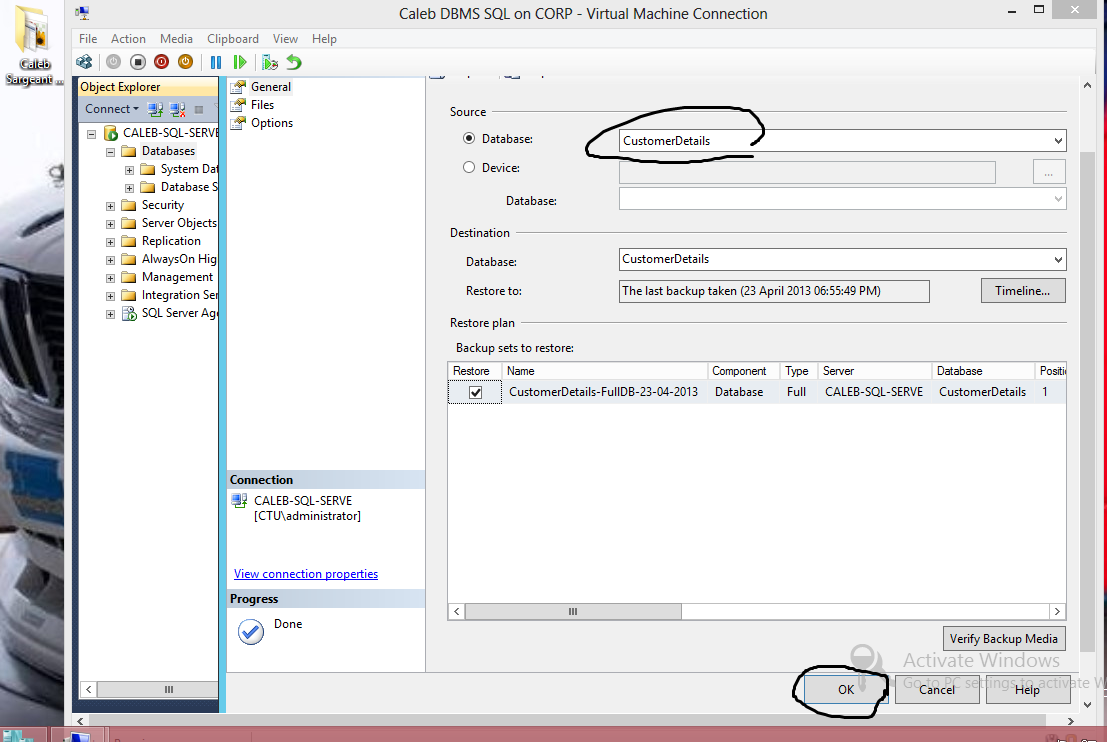 Caleb DBMS SQL on CORP - Virtual Machine Connection
Caleb
Sargeant ...
File Action Media Clipboard View Help
Object Explorer
Connect
CALEB-SQL-SERVE
Databases
System Dat
Database S
Security
Server Objects
Replication
AlwaysOn Hig
Management
Integration Ser
SQL Server Age
General
Files
Options
Connection
CALEB-SQL-SERVE
[CTU\administrator]
View connection properties
Progress
Done
Source
Database: CustomerDetails
Device: ...
Database:
Destination
Database: CustomerDetails
Restore to: The last backup taken (23 April 2013 06:55:49 PM) Timeline...
Restore plan
Backup sets to restore:
Restore Name Component Type Server Database Positi
CustomerDetails-FullDB-23-04-2013 Database Full CALEB-SQL-SERVE CustomerDetails 1
Verify Backup Media
Activate Windows
Go to PC settings to activate W
OK Cancel Help